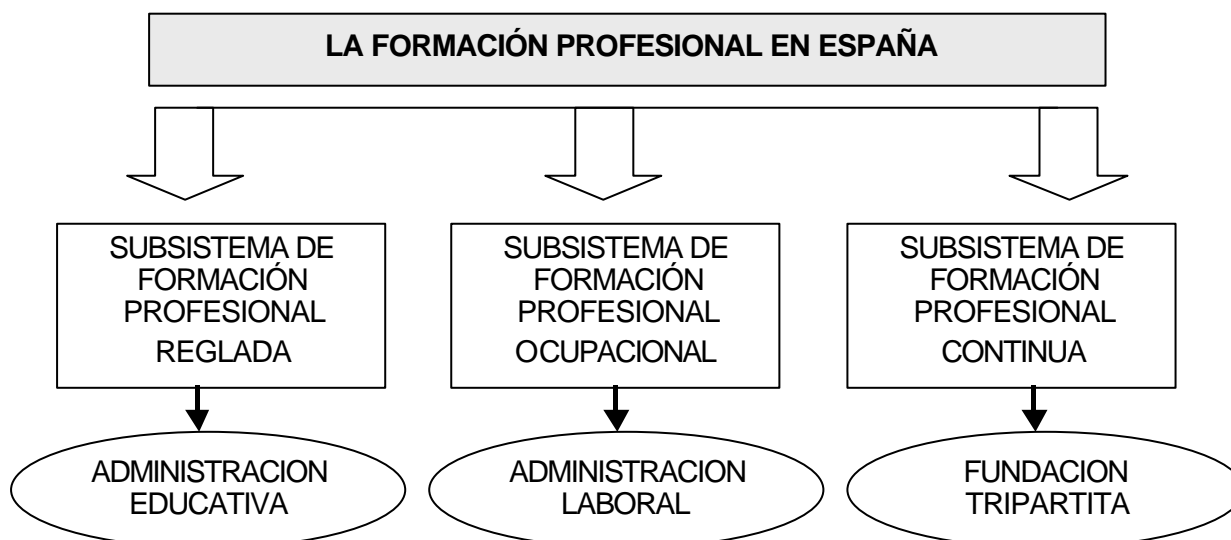 LA FORMACIÓN PROFESIONAL EN ESPAÑA
SUBSISTEMA DE
FORMACIÓN
PROFESIONAL
REGLADA
SUBSISTEMA DE
FORMACIÓN
PROFESIONAL
OCUPACIONAL
SUBSISTEMA DE
FORMACIÓN
PROFESIONAL
CONTINUA
ADMINISTRACION
EDUCATIVA
ADMINISTRACION
LABORAL
FUNDACION
TRIPARTITA